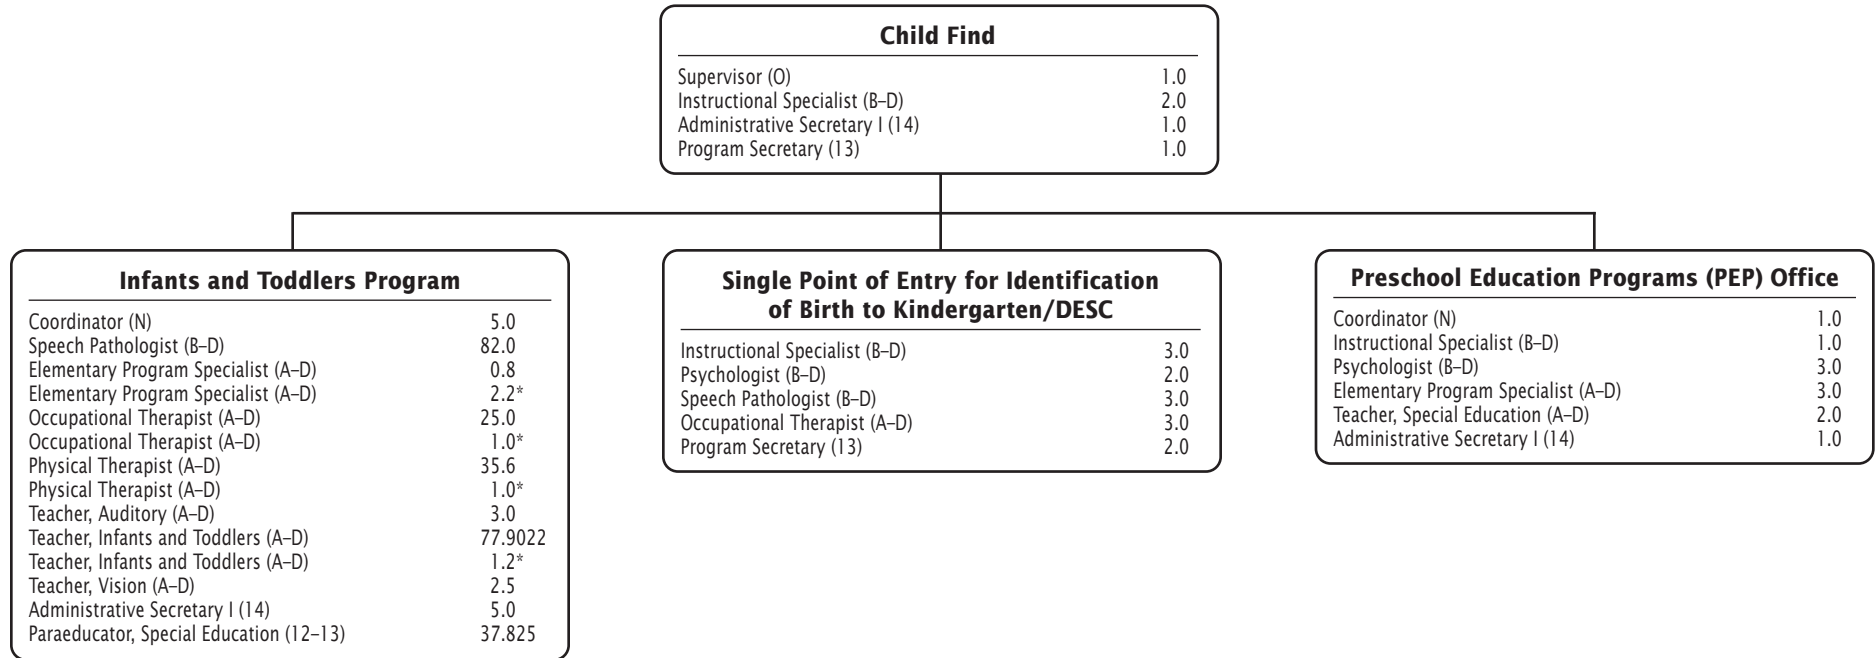 Child Find
Supervisor (O) 1.0
Instructional Specialist (B–D) 2.0
Administrative Secretary I (14) 1.0
Program Secretary (13) 1.0
Infants and Toddlers Program
Coordinator (N) 5.0
Speech Pathologist (B–D) 82.0
Elementary Program Specialist (A–D) 0.8
Elementary Program Specialist (A–D) 2.2*
Occupational Therapist (A–D) 25.0
Occupational Therapist (A–D) 1.0*
Physical Therapist (A–D) 35.6
Physical Therapist (A–D) 1.0*
Teacher, Auditory (A–D) 3.0
Teacher, Infants and Toddlers (A–D) 77.9022
Teacher, Infants and Toddlers (A–D) 1.2*
Teacher, Vision (A–D) 2.5
Administrative Secretary I (14) 5.0
Paraeducator, Special Education (12–13) 37.825
Single Point of Entry for Identification
of Birth to Kindergarten/DESC
Instructional Specialist (B–D) 3.0
Psychologist (B–D) 2.0
Speech Pathologist (B–D) 3.0
Occupational Therapist (A–D) 3.0
Program Secretary (13) 2.0
Preschool Education Programs (PEP) Office
Coordinator (N) 1.0
Instructional Specialist (B–D) 1.0
Psychologist (B–D) 3.0
Elementary Program Specialist (A–D) 3.0
Teacher, Special Education (A–D) 2.0
Administrative Secretary I (14) 1.0